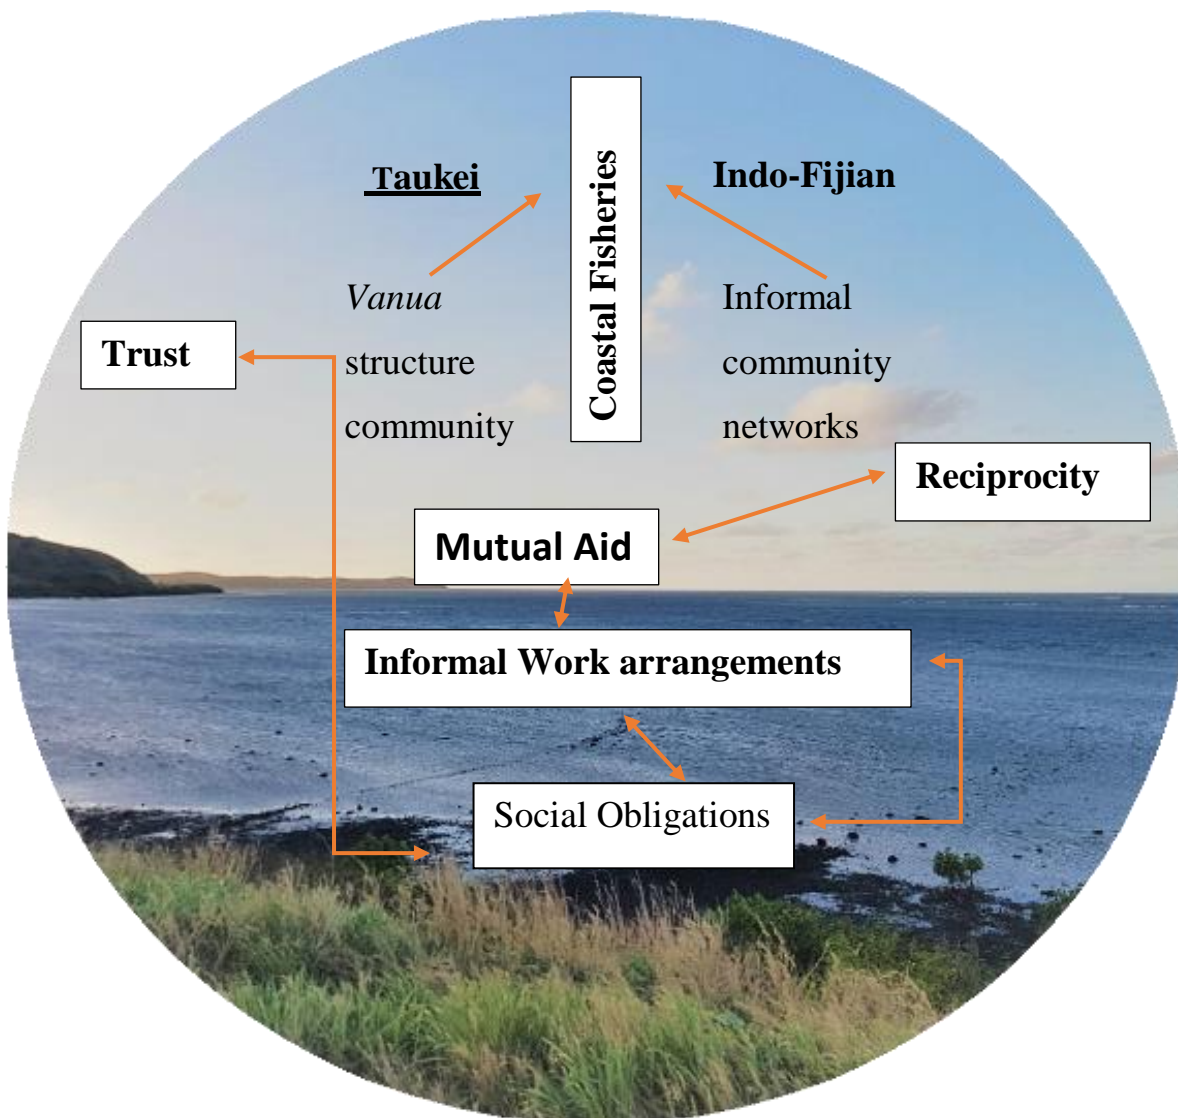 Taukei
Indo-Fijian
Coastal Fisheries
Vanua
structure
community
Informal
community
networks
Trust
Reciprocity
Mutual Aid
Informal Work arrangements
Social Obligations